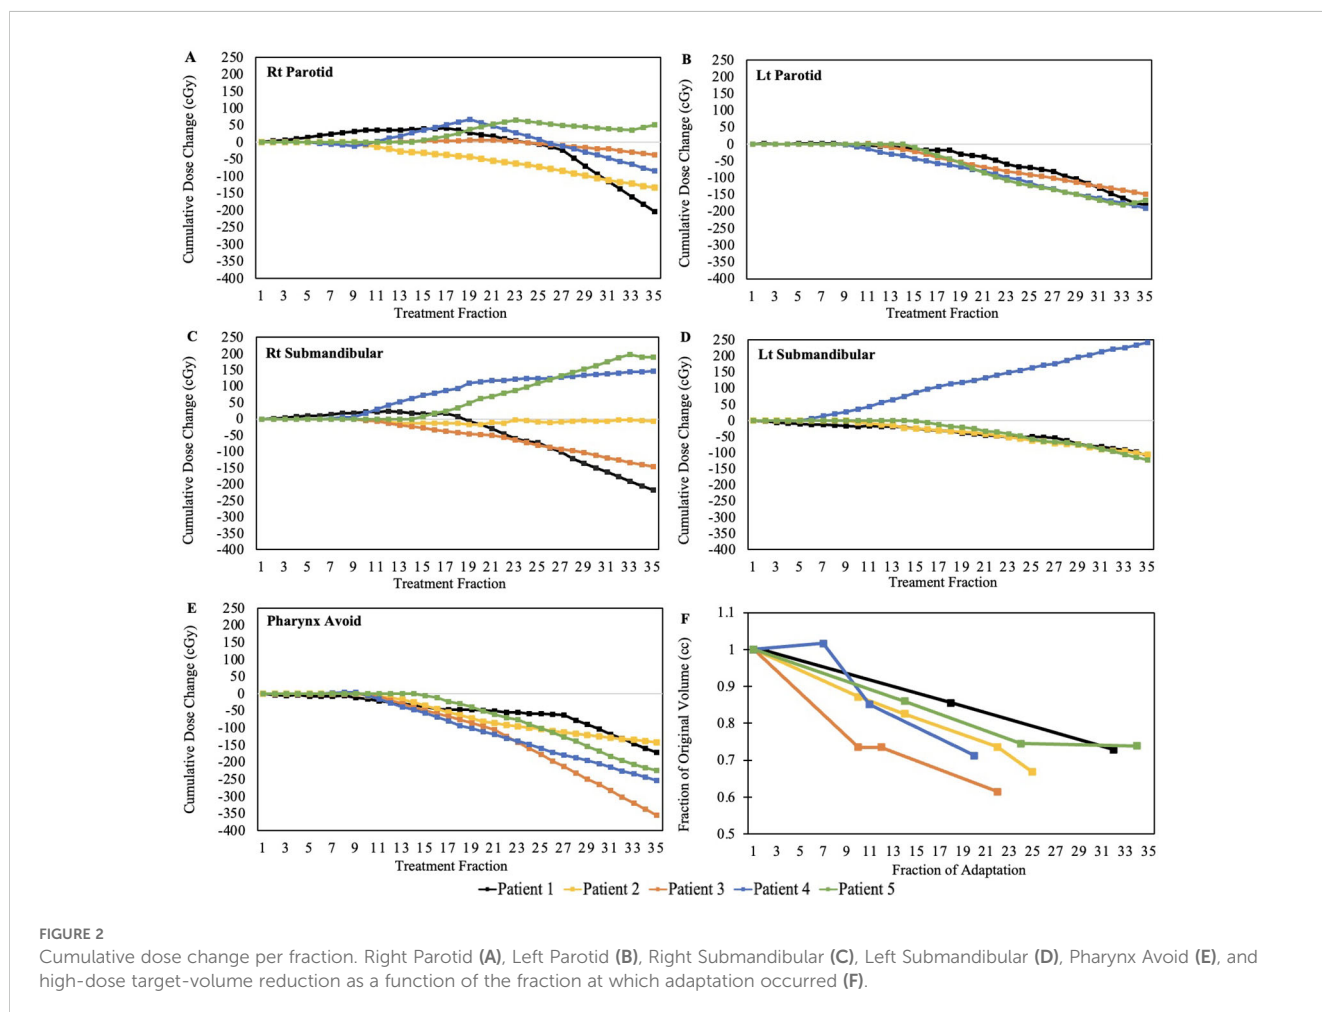 A
Rt Parotid
Cumulative Dose Change (cGy)
250
200
150
100
50
0
-50
-100
-150
-200
-250
-300
-350
-400
1 3 5 7 9 11 13 15 17 19 21 23 25 27 29 31 33 35
Treatment Fraction
B
Lt Parotid
Cumulative Dose Change (cGy)
250
200
150
100
50
0
-50
-100
-150
-200
-250
-300
-350
-400
1 3 5 7 9 11 13 15 17 19 21 23 25 27 29 31 33 35
Treatment Fraction
C
Rt Submandibular
Cumulative Dose Change (cGy)
250
200
150
100
50
0
-50
-100
-150
-200
-250
-300
-350
-400
1 3 5 7 9 11 13 15 17 19 21 23 25 27 29 31 33 35
Treatment Fraction
D
Lt Submandibular
Cumulative Dose Change (cGy)
250
200
150
100
50
0
-50
-100
-150
-200
-250
-300
-350
-400
1 3 5 7 9 11 13 15 17 19 21 23 25 27 29 31 33 35
Treament Fraction
E
Pharynx Avoid
Cumulative Dose Change (cGy)
250
200
150
100
50
0
-50
-100
-150
-200
-250
-300
-350
-400
1 3 5 7 9 11 13 15 17 19 21 23 25 27 29 31 33 35
Treatment Fraction
F
Fraction of Original Volume (cc)
1.1
1
0.9
0.8
0.7
0.6
0.5
1 3 5 7 9 11 13 15 17 19 21 23 25 27 29 31 33 35
Fraction of Adaptation
Patient 1 Patient 2 Patient 3 Patient 4 Patient 5
FIGURE 2
Cumulative dose change per fraction. Right Parotid (A), Left Parotid (B), Right Submandibular (C), Left Submandibular (D), Pharynx Avoid (E), and
high-dose target-volume reduction as a function of the fraction at which adaptation occurred (F).